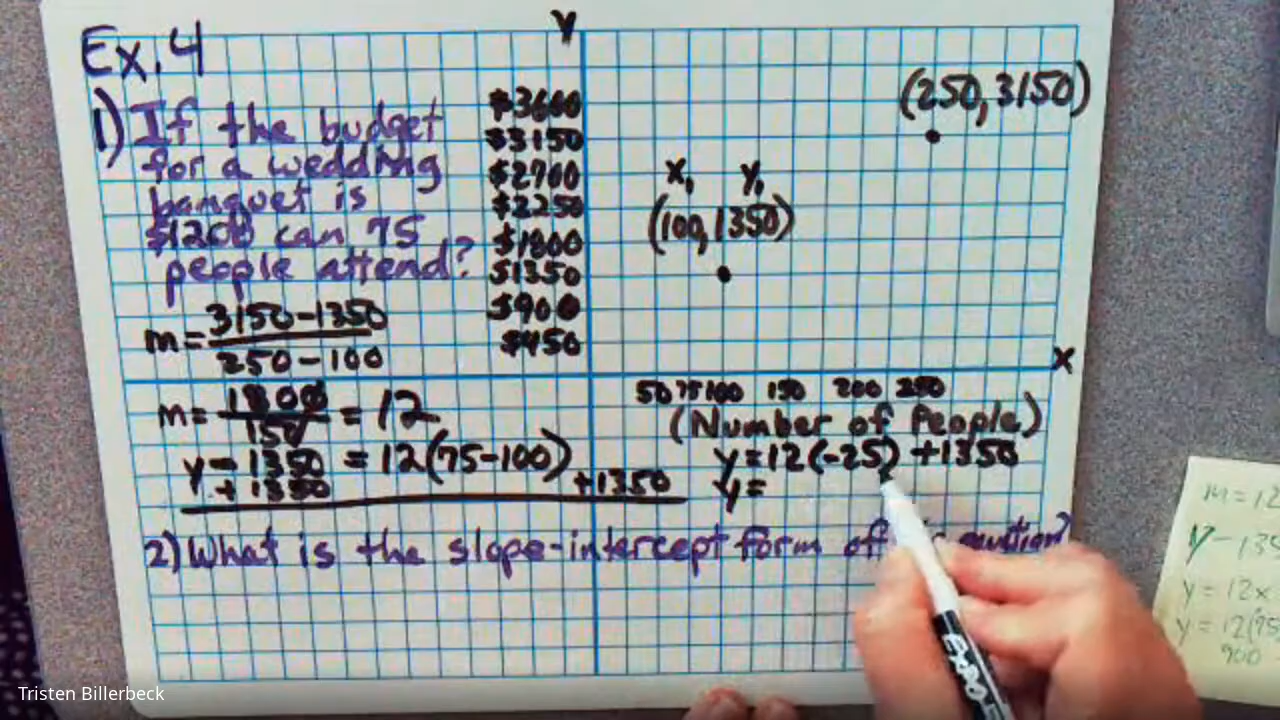 Ex. 4
1) If the budget
for a wedding
banquet is
$1200 can 75
people attend?
y
$3600
$3150
$2700
$2250
$1800
$1350
$900
$450
(250, 3150)
x₁ y₁
(100, 1350)
x
50 75 100 150 200 250
(Number of People)
m = 3150-1350
250-100
m = 1800 = 12
150
y-1350 = 12(75-100)
+1350 +1350
y=12(-25)+1350
y=
2) What is the slope-intercept form of
m=12
y-135
y=12x
y=12(75
900
EXPO
Tristen Billerbeck